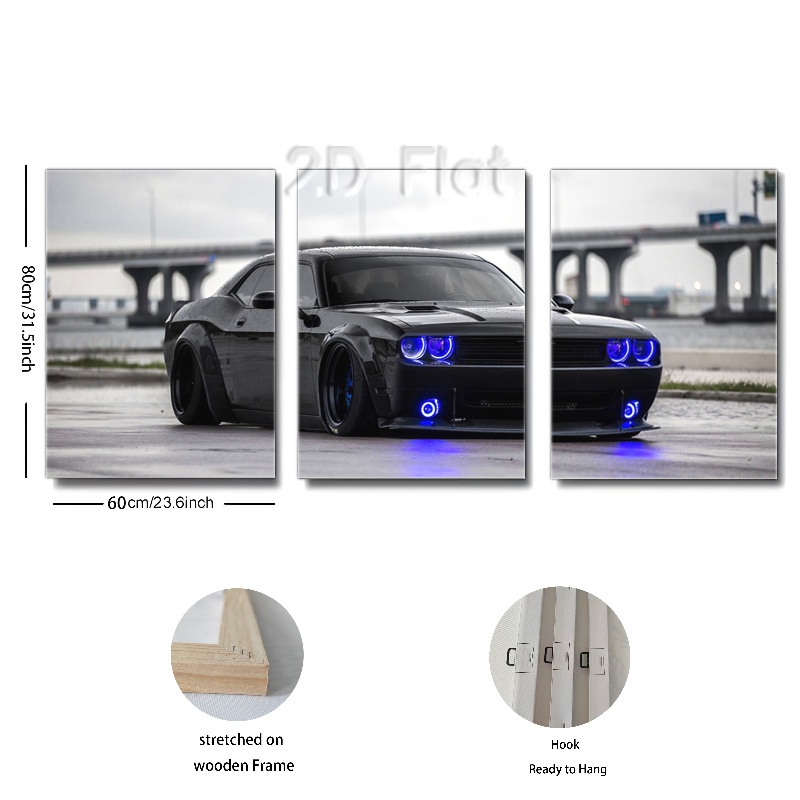 2D Flat
80cm/31.5inch
60cm/23.6inch
stretched on
wooden Frame
Hook
Ready to Hang